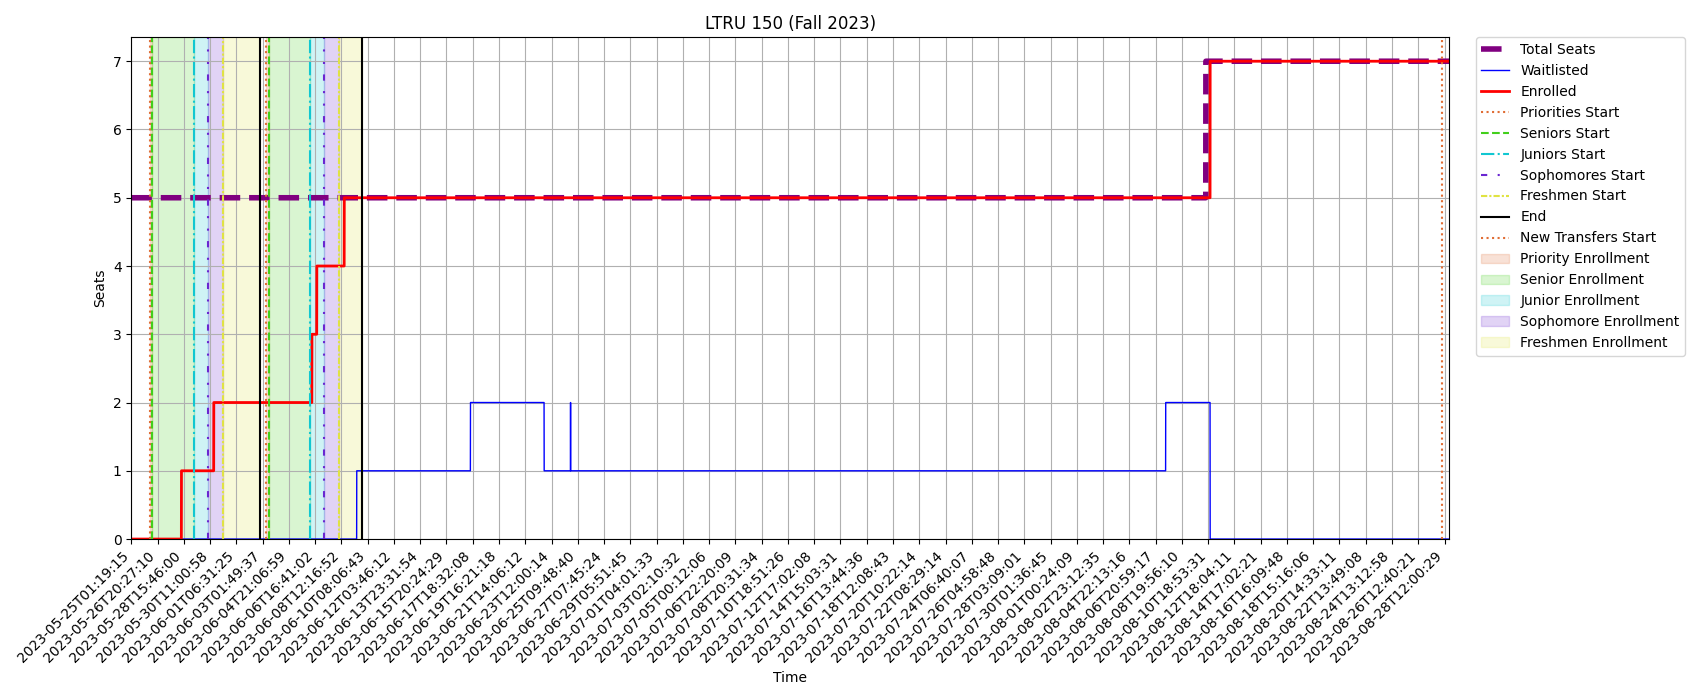 LTRU 150 (Fall 2023)
Seats
7
6
5
4
3
2
1
0
2023-05-25T01:19:15
2023-05-26T20:27:10
2023-05-28T15:46:00
2023-05-30T11:00:58
2023-06-01T06:31:25
2023-06-03T01:49:37
2023-06-04T21:06:59
2023-06-06T16:41:02
2023-06-08T12:16:52
2023-06-10T08:06:43
2023-06-12T03:46:12
2023-06-13T23:31:54
2023-06-15T20:24:29
2023-06-17T18:32:08
2023-06-19T16:21:18
2023-06-21T14:06:12
2023-06-23T12:00:14
2023-06-25T09:48:40
2023-06-27T07:45:24
2023-06-29T05:51:45
2023-07-01T04:01:33
2023-07-03T02:10:32
2023-07-05T00:12:06
2023-07-06T22:20:09
2023-07-08T20:31:34
2023-07-10T18:51:26
2023-07-12T17:02:08
2023-07-14T15:03:31
2023-07-16T13:44:36
2023-07-18T12:08:43
2023-07-20T10:22:14
2023-07-22T08:29:14
2023-07-24T06:40:07
2023-07-26T04:58:48
2023-07-28T03:09:01
2023-07-30T01:36:45
2023-08-01T00:24:09
2023-08-02T23:12:35
2023-08-04T22:13:16
2023-08-06T20:59:17
2023-08-08T19:56:10
2023-08-10T18:53:31
2023-08-12T18:04:11
2023-08-14T17:02:21
2023-08-16T16:09:48
2023-08-18T15:16:06
2023-08-20T14:33:11
2023-08-22T13:49:08
2023-08-24T13:12:58
2023-08-26T12:40:21
2023-08-28T12:00:29
Time
Total Seats
Waitlisted
Enrolled
Priorities Start
Seniors Start
Juniors Start
Sophomores Start
Freshmen Start
End
New Transfers Start
Priority Enrollment
Senior Enrollment
Junior Enrollment
Sophomore Enrollment
Freshmen Enrollment